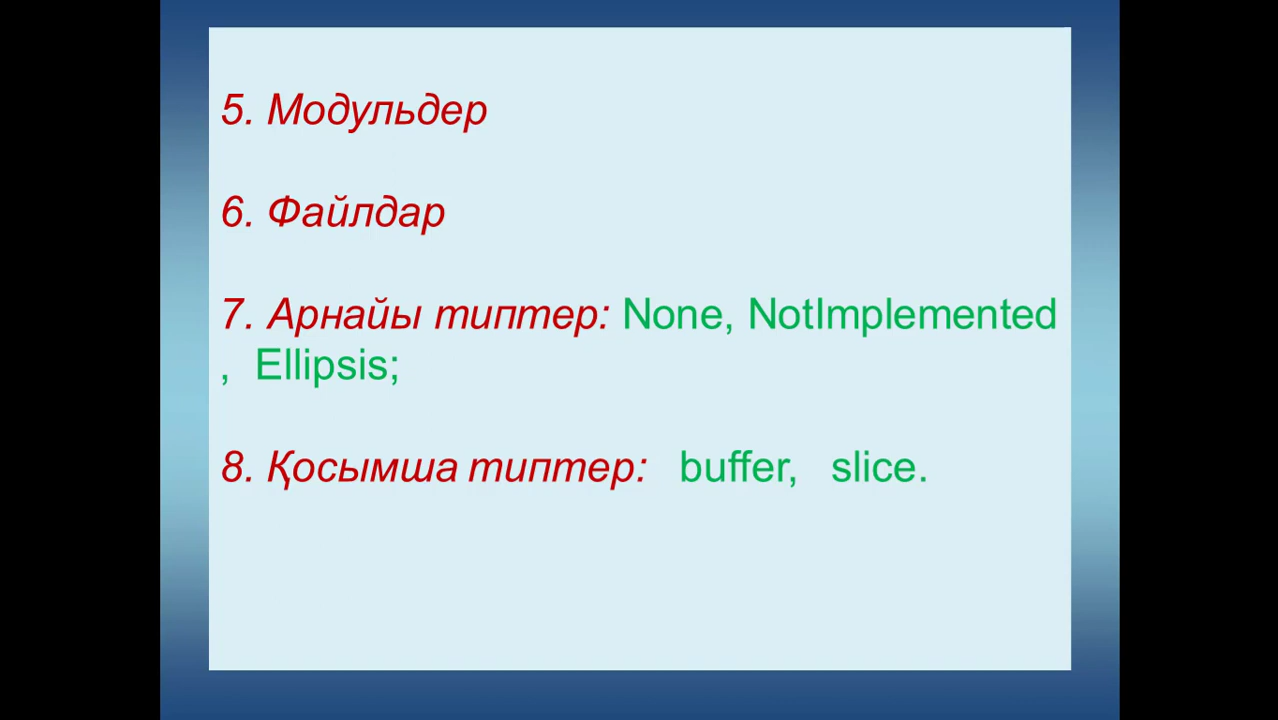 5. Модульдер
6. Файлдар
7. Арнайы типтер: None, NotImplemented
, Ellipsis;
8. Қосымша типтер: buffer, slice.